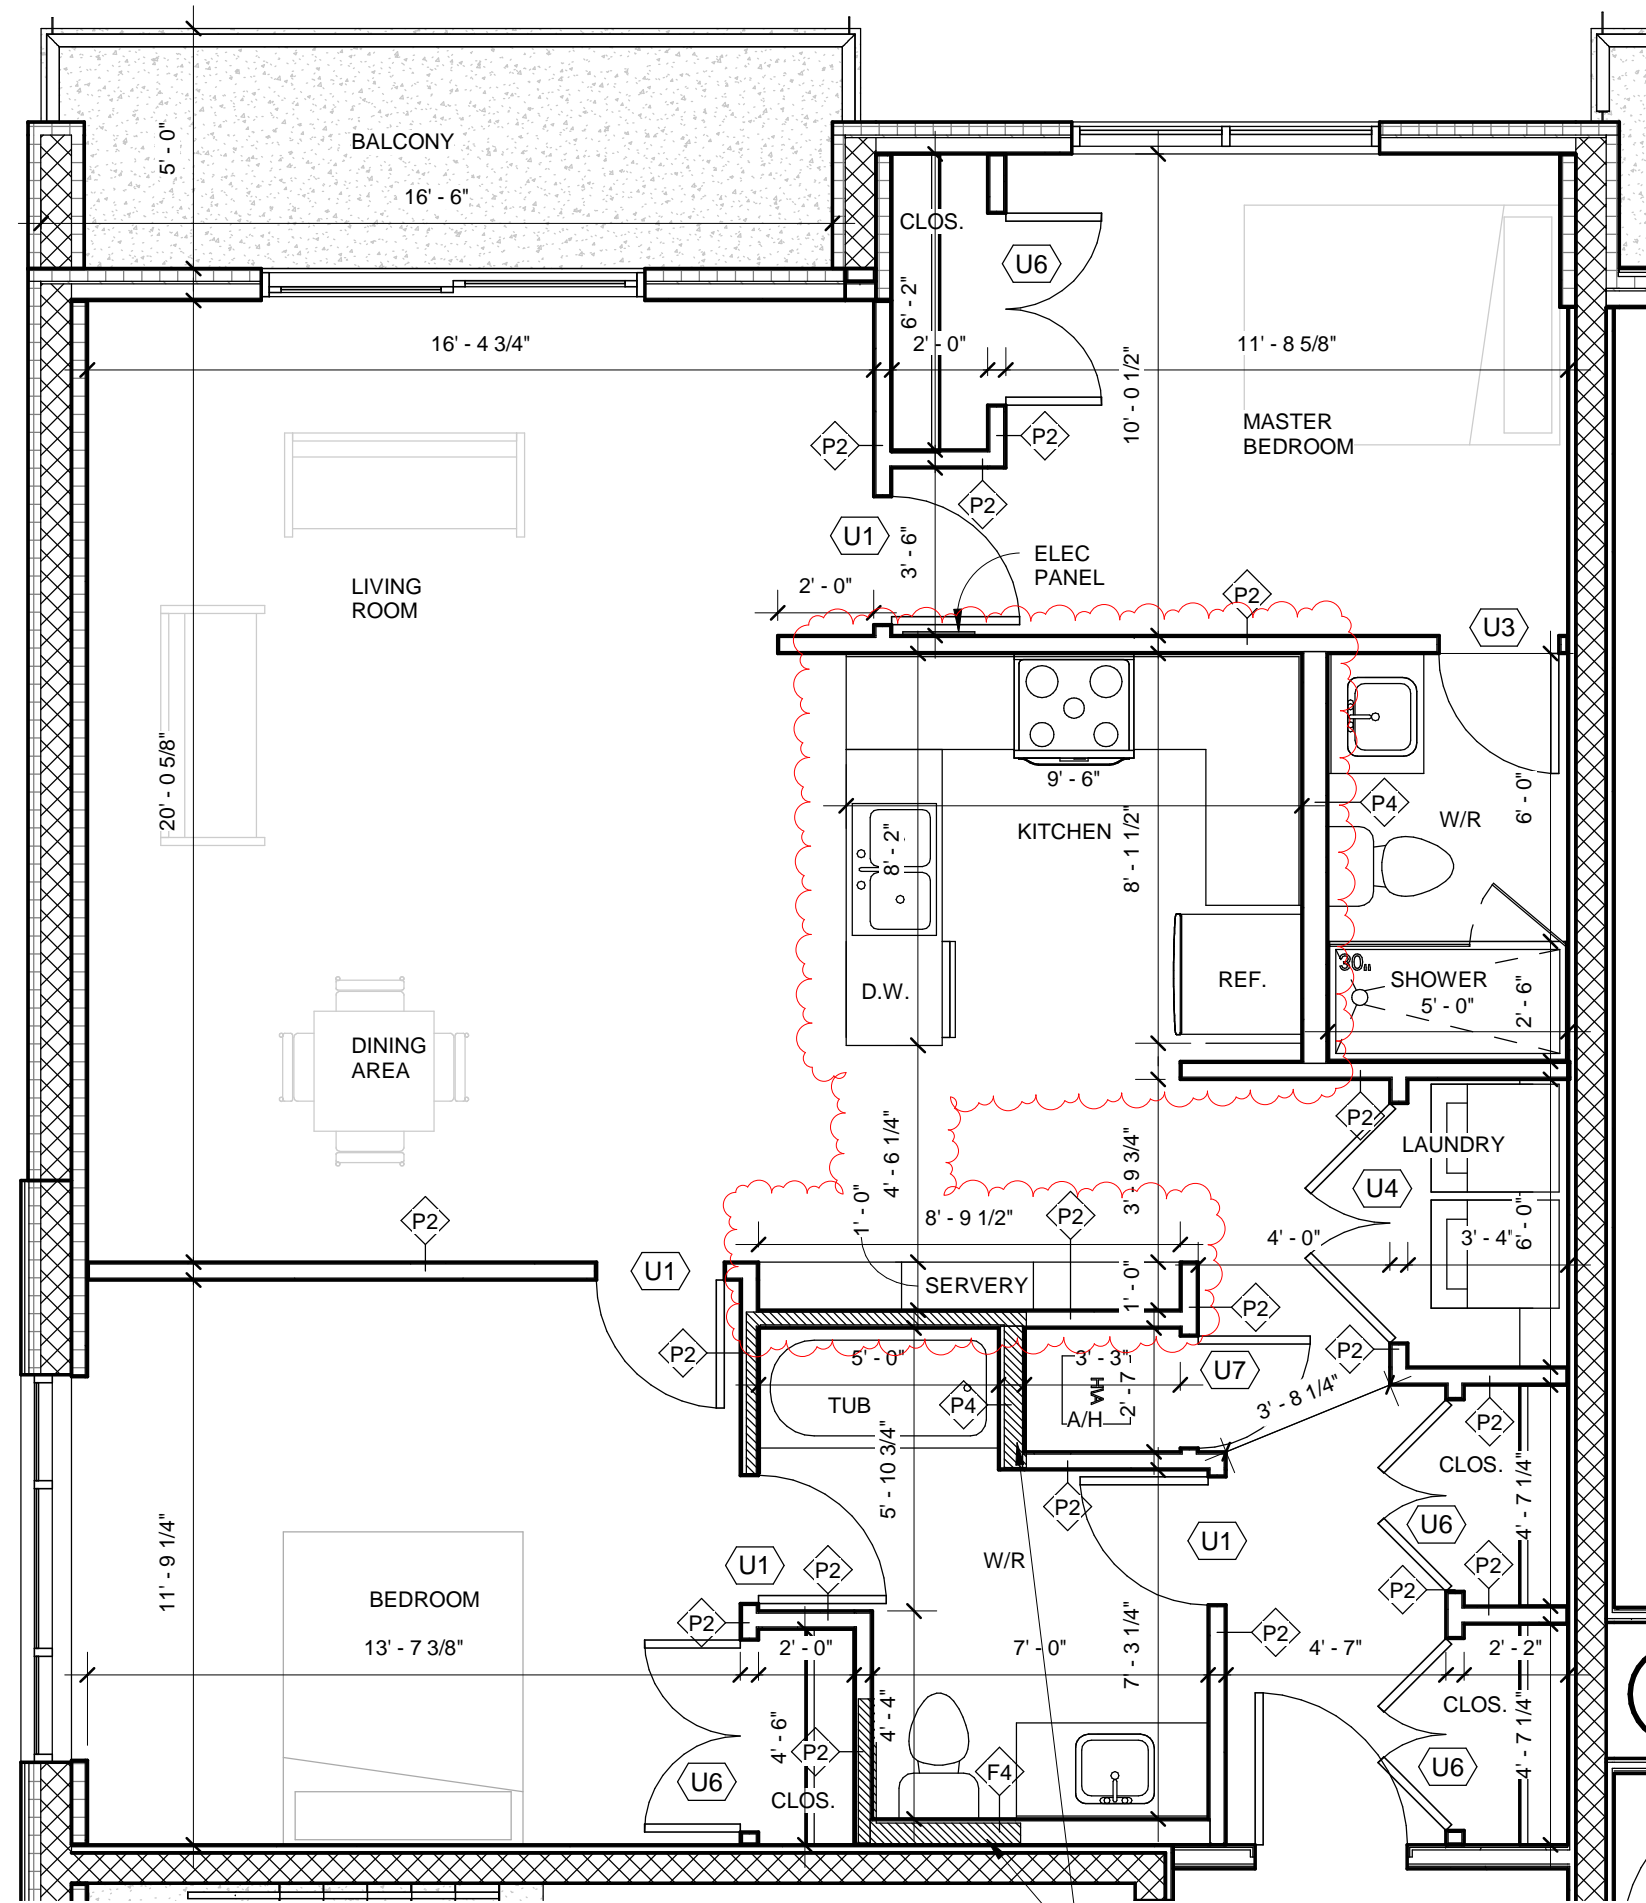 BALCONY
5' - 0"
16' - 6"
CLOS.
U6
6' - 2"
16' - 4 3/4"
2' - 0"
11' - 8 5/8"
10' - 0 1/2"
MASTER
BEDROOM
P2
P2
P2
U1
3' - 6"
ELEC
PANEL
LIVING
ROOM
2' - 0"
P2
U3
20' - 0 5/8"
9' - 6"
KITCHEN
8' - 2"
8' - 1 1/2"
P4
W/R
6' - 0"
30"
SHOWER
5' - 0"
2' - 6"
D.W.
REF.
DINING
AREA
P2
LAUNDRY
4' - 6 1/4"
3' - 9 3/4"
U4
P2
1' - 0"
8' - 9 1/2"
P2
4' - 0"
3' - 4"
6' - 0"
U1
SERVERY
1' - 0"
P2
P2
5' - 0"
3' - 3"
U7
P2
TUB
P4
HVA
A/H
2' - 7"
3' - 8 1/4"
P2
5' - 10 3/4"
CLOS.
4' - 7 1/4"
P2
U6
11' - 9 1/4"
W/R
U1
U1
P2
P2
P2
BEDROOM
P2
P2
13' - 7 3/8"
2' - 0"
7' - 0"
7' - 3 1/4"
4' - 7"
2' - 2"
CLOS.
4' - 6"
P2
4' - 4"
U6
CLOS.
F4
U6
4' - 7 1/4"